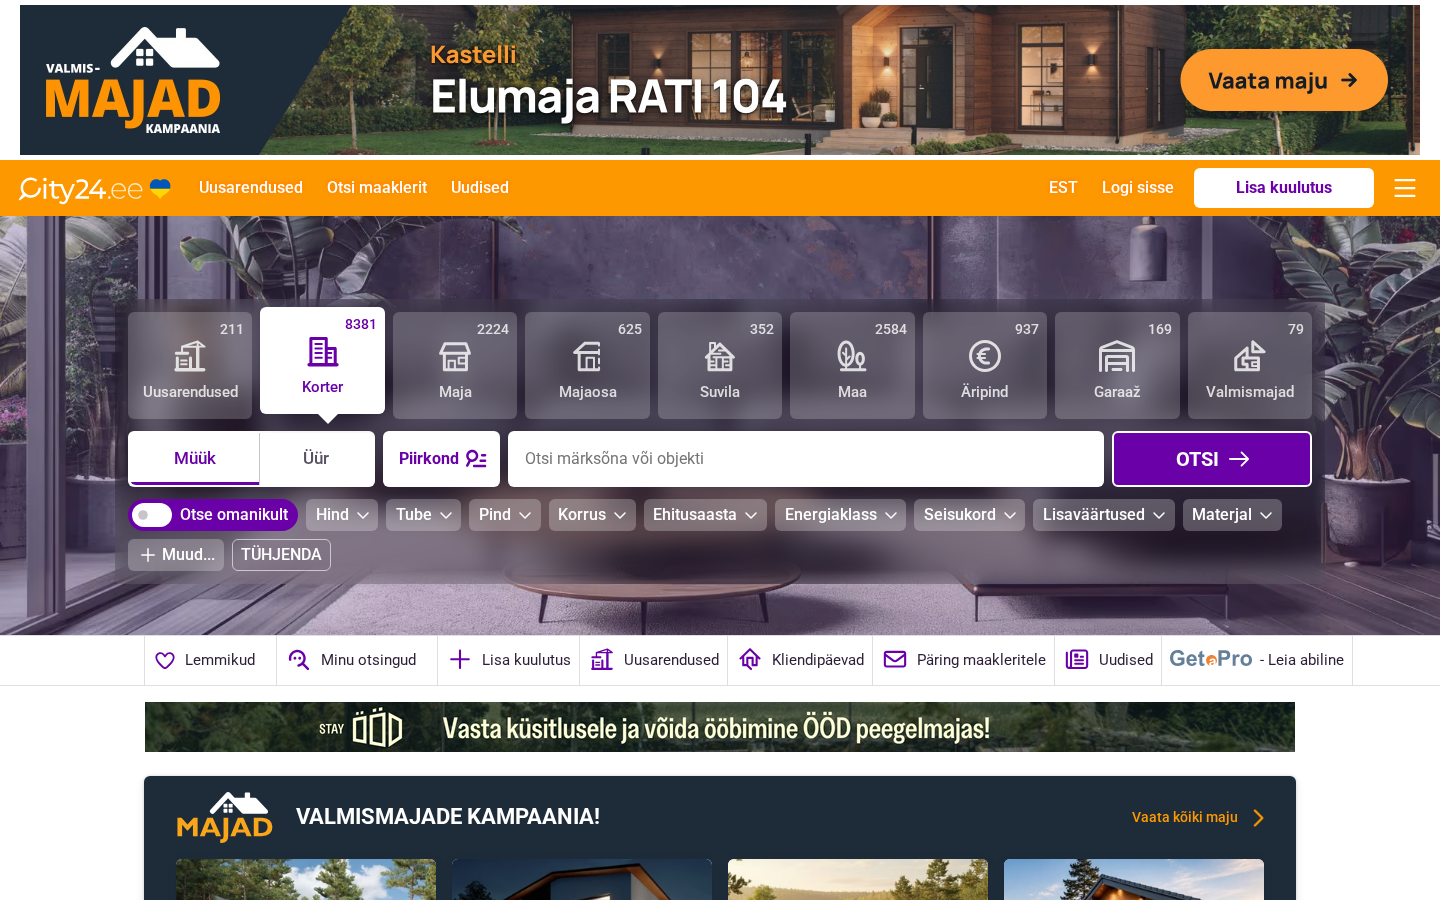 VALMIS-
MAJAD
KAMPAANIA
Kastelli
Elumaja RATI 104
Vaata maju
City24.ee
Uusarendused
Otsi maaklerit
Uudised
EST
Logi sisse
Lisa kuulutus
211
Uusarendused
8381
Korter
2224
Maja
625
Majaosa
352
Suvila
2584
Maa
937
Äripind
169
Garaaž
79
Valmismajad
Müük
Üür
Piirkond
Otsi märksõna või objekti
OTSI
Otse omanikult
Hind
Tube
Pind
Korrus
Ehitusaasta
Energiaklass
Seisukord
Lisaväärtused
Materjal
Muud...
TÜHJENDA
Lemmikud
Minu otsingud
Lisa kuulutus
Uusarendused
Kliendipäevad
Päring maakleritele
Uudised
GetaPro - Leia abiline
STAY ÖÖD
Vasta küsitlusele ja võida ööbimine ÖÖD peegelmajas!
MAJAD
VALMISMAJADE KAMPAANIA!
Vaata kõiki maju